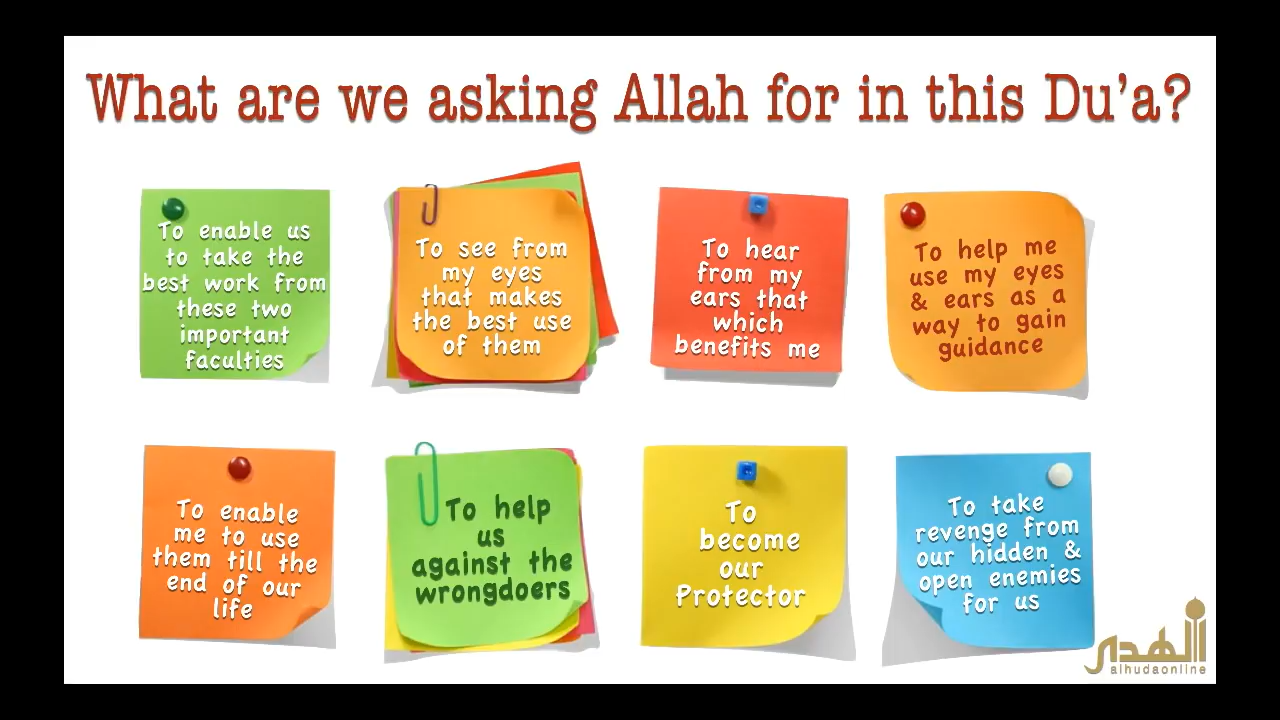 What are we asking Allah for in this Du'a?
To enable us
to take the
best work from
these two
important
faculties
To see from
my eyes
that makes
the best use
of them
To hear
from my
ears that
which
benefits me
To help me
use my eyes
& ears as a
way to gain
guidance
To enable
me to use
them till the
end of our
life
To help
us
against the
wrongdoers
To
become
our
Protector
To take
revenge from
our hidden &
open enemies
for us
الهدى
alhudaonline